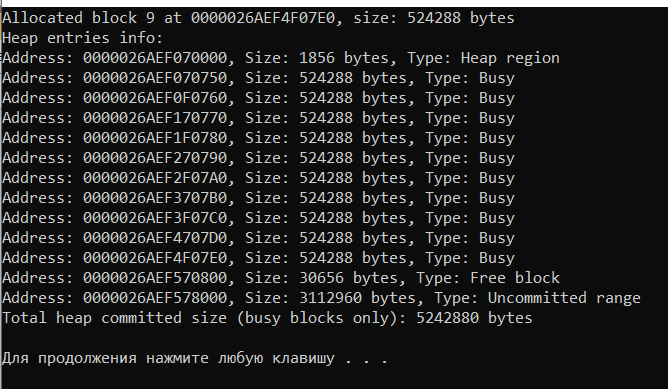 Allocated block 9 at 0000026AEF4F07E0, size: 524288 bytes
Heap entries info:
Address: 0000026AEF070000, Size: 1856 bytes, Type: Heap region
Address: 0000026AEF070750, Size: 524288 bytes, Type: Busy
Address: 0000026AEF0F0760, Size: 524288 bytes, Type: Busy
Address: 0000026AEF170770, Size: 524288 bytes, Type: Busy
Address: 0000026AEF1F0780, Size: 524288 bytes, Type: Busy
Address: 0000026AEF270790, Size: 524288 bytes, Type: Busy
Address: 0000026AEF2F07A0, Size: 524288 bytes, Type: Busy
Address: 0000026AEF3707B0, Size: 524288 bytes, Type: Busy
Address: 0000026AEF3F07C0, Size: 524288 bytes, Type: Busy
Address: 0000026AEF4707D0, Size: 524288 bytes, Type: Busy
Address: 0000026AEF4F07E0, Size: 524288 bytes, Type: Busy
Address: 0000026AEF570800, Size: 30656 bytes, Type: Free block
Address: 0000026AEF578000, Size: 3112960 bytes, Type: Uncommitted range
Total heap committed size (busy blocks only): 5242880 bytes
Для продолжения нажмите любую клавишу . . .